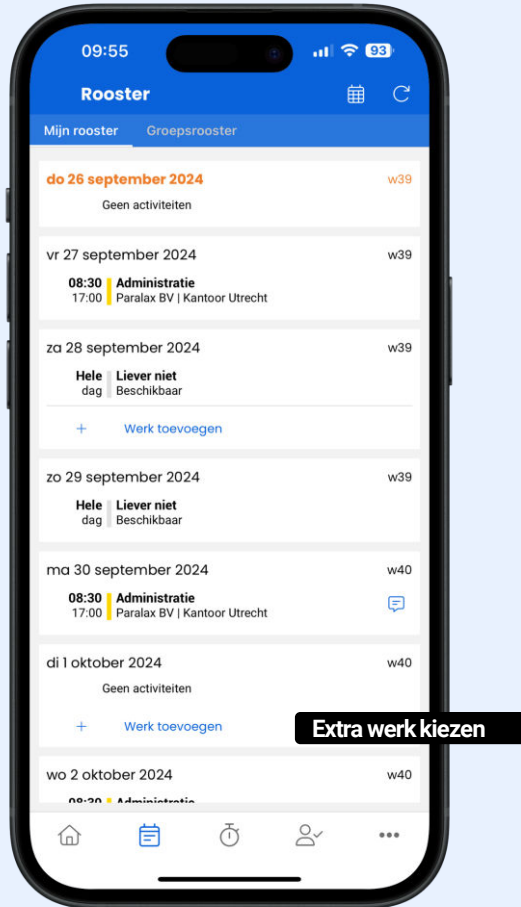 09:55 93
Rooster
Mijn rooster Groepsrooster
do 26 september 2024 w39
Geen activiteiten
vr 27 september 2024 w39
08:30 Administratie
17:00 Paralax BV | Kantoor Utrecht
za 28 september 2024 w39
Hele Liever niet
dag Beschikbaar
+ Werk toevoegen
zo 29 september 2024 w39
Hele Liever niet
dag Beschikbaar
ma 30 september 2024 w40
08:30 Administratie
17:00 Paralax BV | Kantoor Utrecht
di 1 oktober 2024 w40
Geen activiteiten
+ Werk toevoegen
Extra werk kiezen
wo 2 oktober 2024 w40
08:30 Administratie